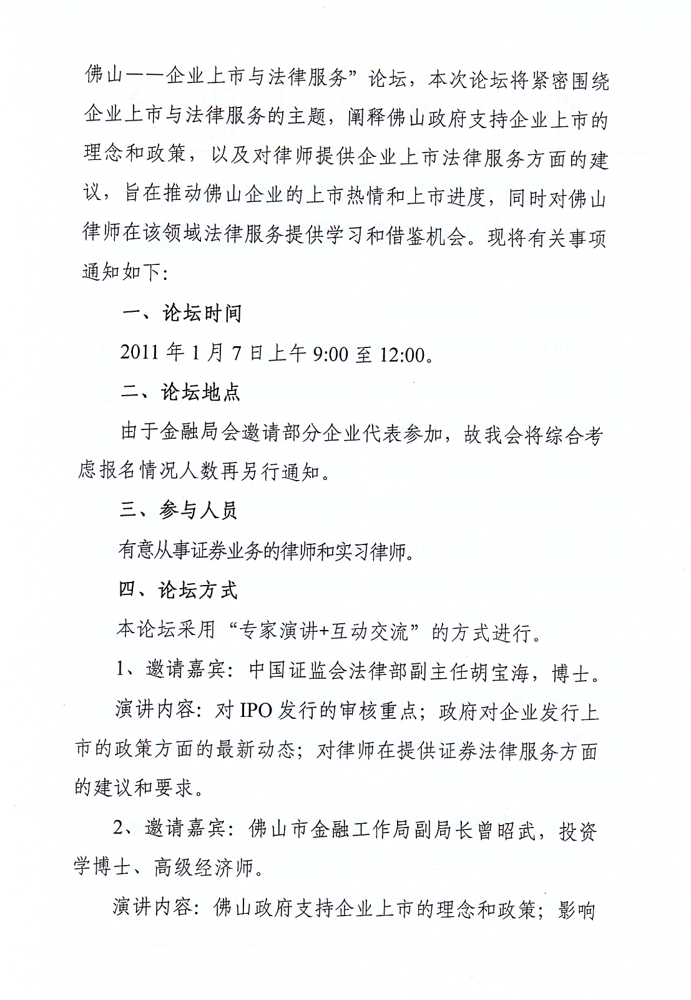 佛山——企业上市与法律服务”论坛，本次论坛将紧密围绕
企业上市与法律服务的主题，阐释佛山政府支持企业上市的
理念和政策，以及对律师提供企业上市法律服务方面的建
议，旨在推动佛山企业的上市热情和上市进度，同时对佛山
律师在该领域法律服务提供学习和借鉴机会。现将有关事项
通知如下：
一、论坛时间
2011 年 1 月 7 日上午 9:00 至 12:00。
二、论坛地点
由于金融局会邀请部分企业代表参加，故我会将综合考
虑报名情况人数再另行通知。
三、参与人员
有意从事证券业务的律师和实习律师。
四、论坛方式
本论坛采用“专家演讲+互动交流”的方式进行。
1、邀请嘉宾：中国证监会法律部副主任胡宝海，博士。
演讲内容：对 IPO 发行的审核重点；政府对企业发行上
市的政策方面的最新动态；对律师在提供证券法律服务方面
的建议和要求。
2、邀请嘉宾：佛山市金融工作局副局长曾昭武，投资
学博士、高级经济师。
演讲内容：佛山政府支持企业上市的理念和政策；影响